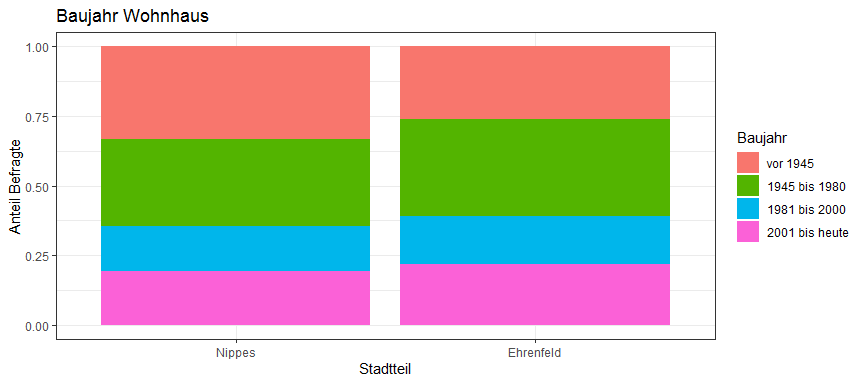 Baujahr Wohnhaus
Anteil Befragte
1.00
0.75
0.50
0.25
0.00
Nippes
Ehrenfeld
Stadtteil
Baujahr
vor 1945
1945 bis 1980
1981 bis 2000
2001 bis heute